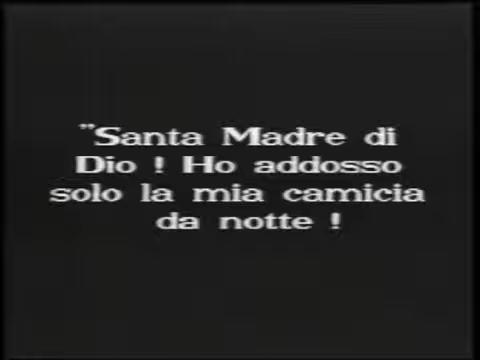 "Santa Madre di
Dio ! Ho addosso
solo la mia camicia
da notte !